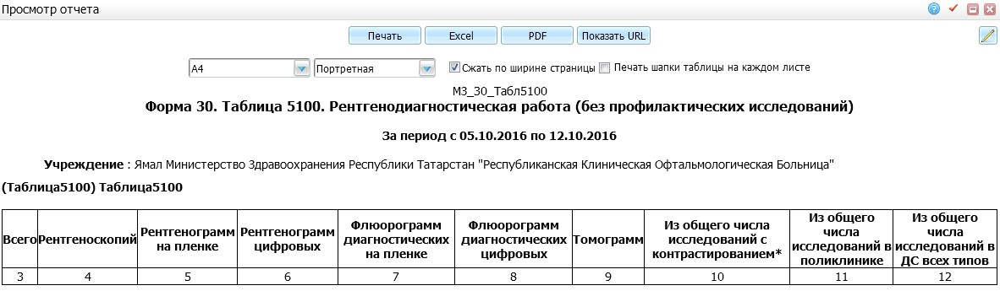 Просмотр отчета
Печать Excel PDF Показать URL
A4 Портретная Сжать по ширине страницы Печать шапки таблицы на каждом листе
МЗ_30_Табл5100
Форма 30. Таблица 5100. Рентгенодиагностическая работа (без профилактических исследований)
За период с 05.10.2016 по 12.10.2016
Учреждение : Ямал Министерство Здравоохранения Республики Татарстан "Республиканская Клиническая Офтальмологическая Больница"
(Таблица5100) Таблица5100
Всего
Рентгеноскопий
Рентгенограмм
на пленке
Рентгенограмм
цифровых
Флюорограмм
диагностических
на пленке
Флюорограмм
диагностических
цифровых
Томограмм
Из общего числа
исследований с
контрастированием*
Из общего
числа
исследований в
поликлинике
Из общего
числа
исследований в
ДС всех типов
3 4 5 6 7 8 9 10 11 12